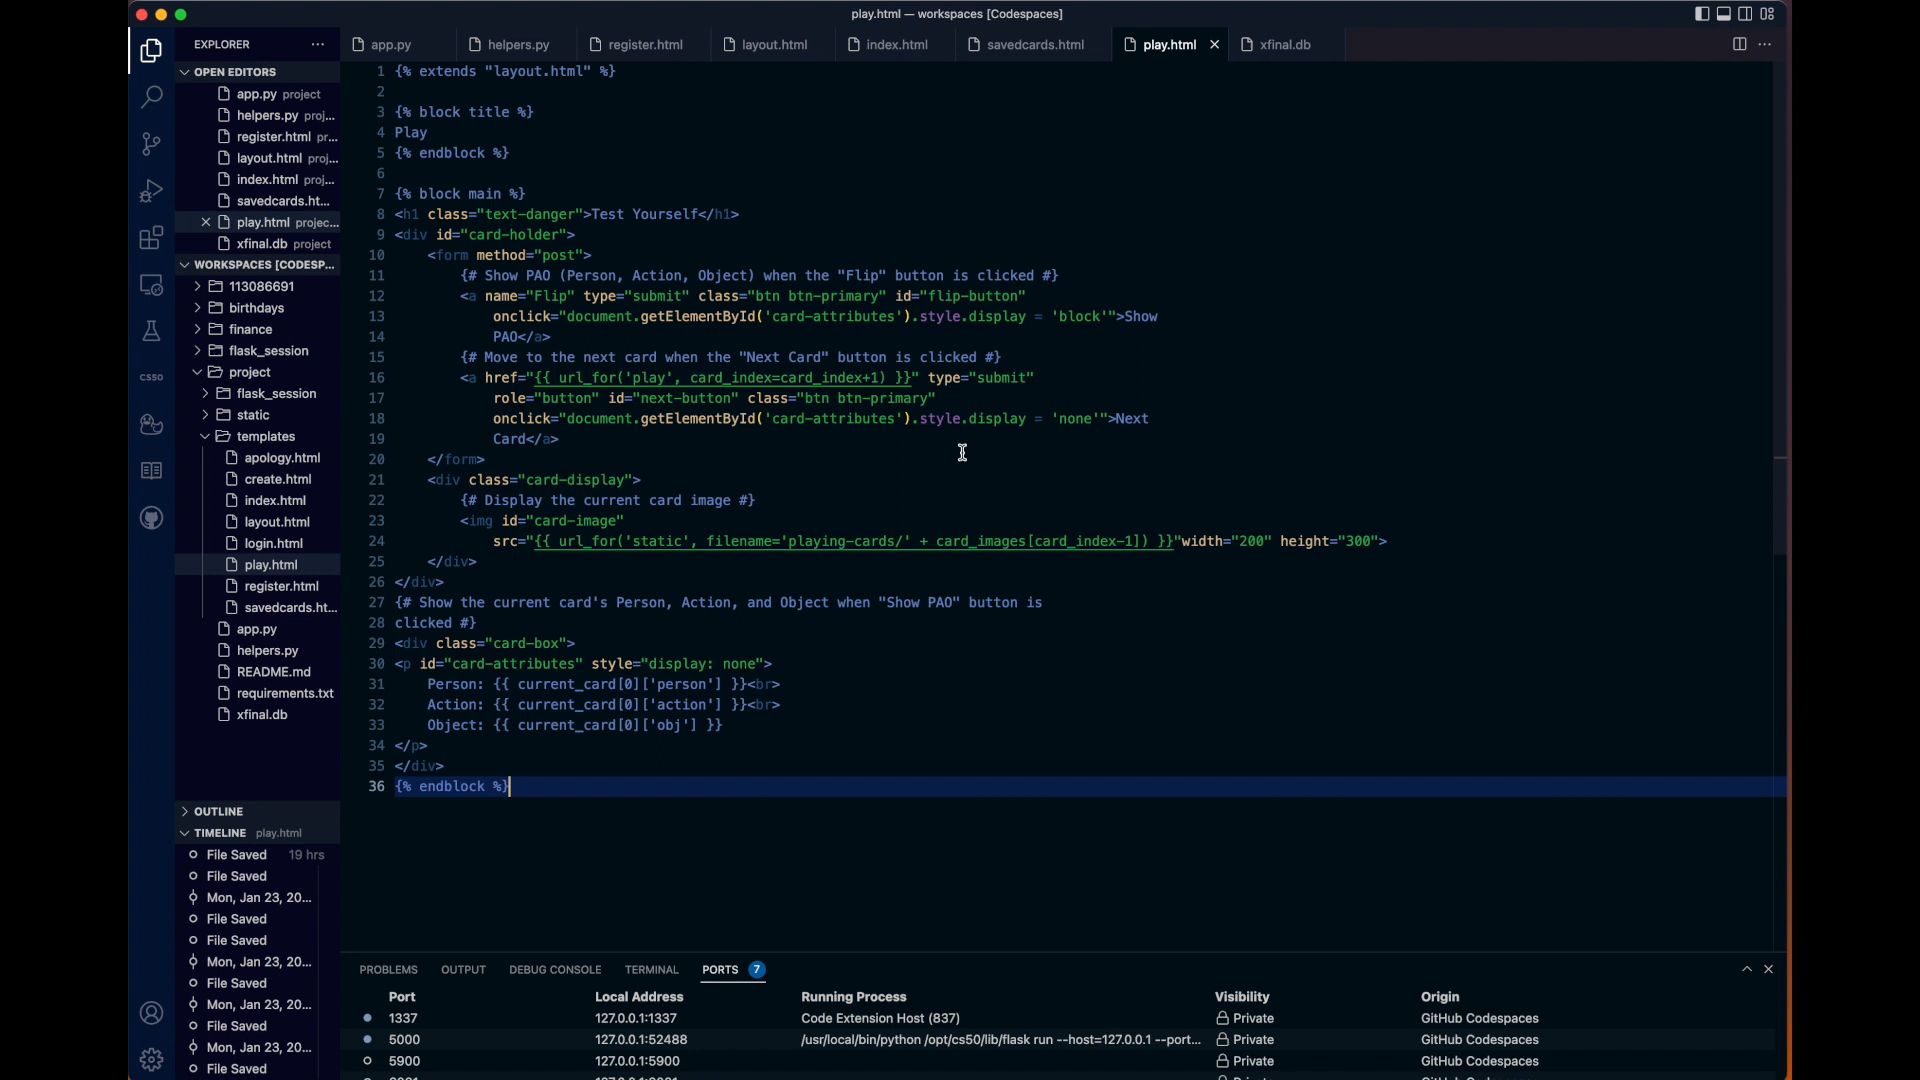 play.html — workspaces [Codespaces]
EXPLORER
app.py
helpers.py
register.html
layout.html
index.html
savedcards.html
play.html
xfinal.db
OPEN EDITORS
app.py project
helpers.py proj...
register.html pr...
layout.html proj...
index.html proj...
savedcards.ht...
play.html projec...
xfinal.db project
WORKSPACES [CODESP...
113086691
birthdays
finance
flask_session
project
flask_session
static
templates
apology.html
create.html
index.html
layout.html
login.html
play.html
register.html
savedcards.ht...
app.py
helpers.py
README.md
requirements.txt
xfinal.db
OUTLINE
TIMELINE play.html
File Saved 19 hrs
File Saved
Mon, Jan 23, 20...
File Saved
File Saved
Mon, Jan 23, 20...
File Saved
Mon, Jan 23, 20...
File Saved
Mon, Jan 23, 20...
File Saved
CS50
1 {% extends "layout.html" %}
2
3 {% block title %}
4 Play
5 {% endblock %}
6
7 {% block main %}
8 <h1 class="text-danger">Test Yourself</h1>
9 <div id="card-holder">
10 <form method="post">
11 {# Show PAO (Person, Action, Object) when the "Flip" button is clicked #}
12 <a name="Flip" type="submit" class="btn btn-primary" id="flip-button"
13 onclick="document.getElementById('card-attributes').style.display = 'block'">Show
14 PAO</a>
15 {# Move to the next card when the "Next Card" button is clicked #}
16 <a href="{{ url_for('play', card_index=card_index+1) }}" type="submit"
17 role="button" id="next-button" class="btn btn-primary"
18 onclick="document.getElementById('card-attributes').style.display = 'none'">Next
19 Card</a>
20 </form>
21 <div class="card-display">
22 {# Display the current card image #}
23 <img id="card-image"
24 src="{{ url_for('static', filename='playing-cards/' + card_images[card_index-1]) }}"width="200" height="300">
25 </div>
26 </div>
27 {# Show the current card's Person, Action, and Object when "Show PAO" button is
28 clicked #}
29 <div class="card-box">
30 <p id="card-attributes" style="display: none">
31 Person: {{ current_card[0]['person'] }}<br>
32 Action: {{ current_card[0]['action'] }}<br>
33 Object: {{ current_card[0]['obj'] }}
34 </p>
35 </div>
36 {% endblock %}
PROBLEMS OUTPUT DEBUG CONSOLE TERMINAL PORTS 7
Port Local Address Running Process Visibility Origin
1337 127.0.0.1:1337 Code Extension Host (837) Private GitHub Codespaces
5000 127.0.0.1:52488 /usr/local/bin/python /opt/cs50/lib/flask run --host=127.0.0.1 --port... Private GitHub Codespaces
5900 127.0.0.1:5900 Private GitHub Codespaces